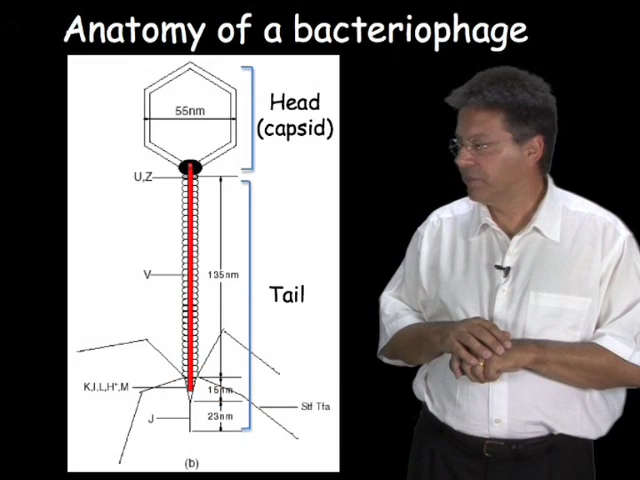 Anatomy of a bacteriophage
55nm
Head
(capsid)
U,Z
V
135nm
Tail
K,I,L,H*,M
15nm
Stf Tfa
J
23nm
(b)